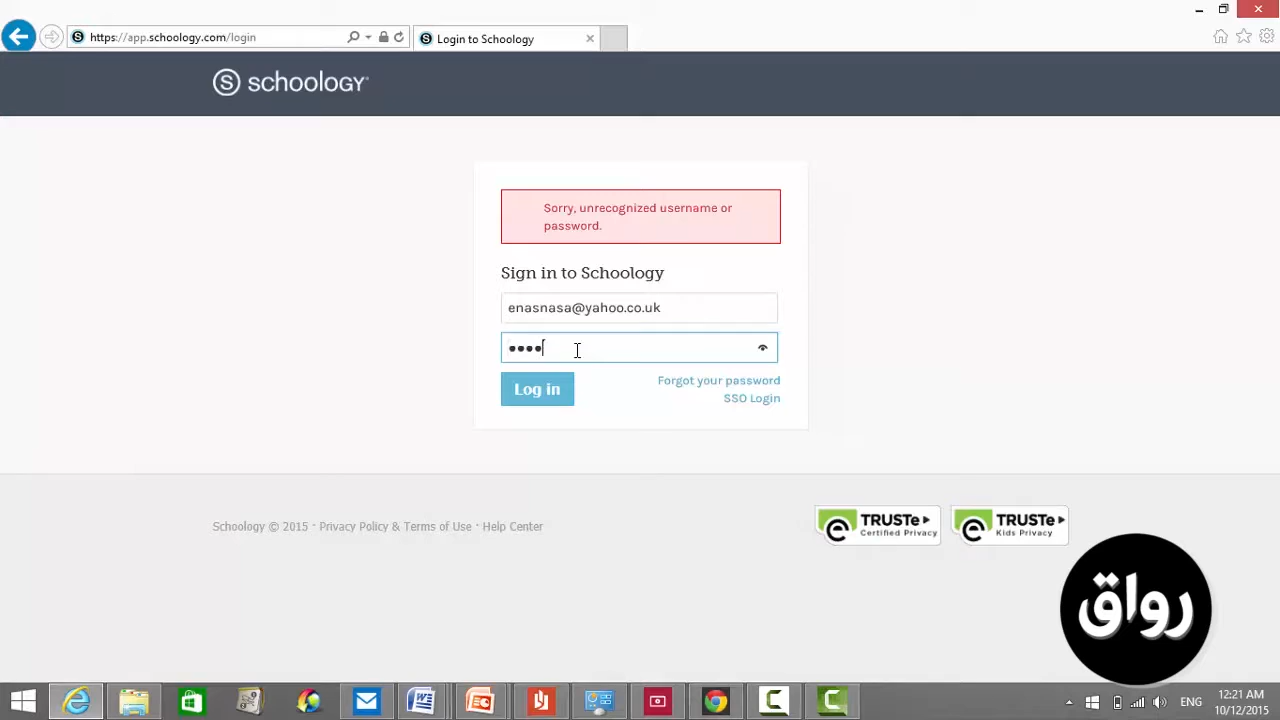 https://app.schoology.com/login
Login to Schoology
S schoology®
Sorry, unrecognized username or
password.
Sign in to Schoology
enasnasa@yahoo.co.uk
Log in
Forgot your password
SSO Login
Schoology © 2015 · Privacy Policy & Terms of Use · Help Center
e TRUSTe
Certified Privacy
e TRUSTe
Kids Privacy
رواق
ENG
12:21 AM
10/12/2015